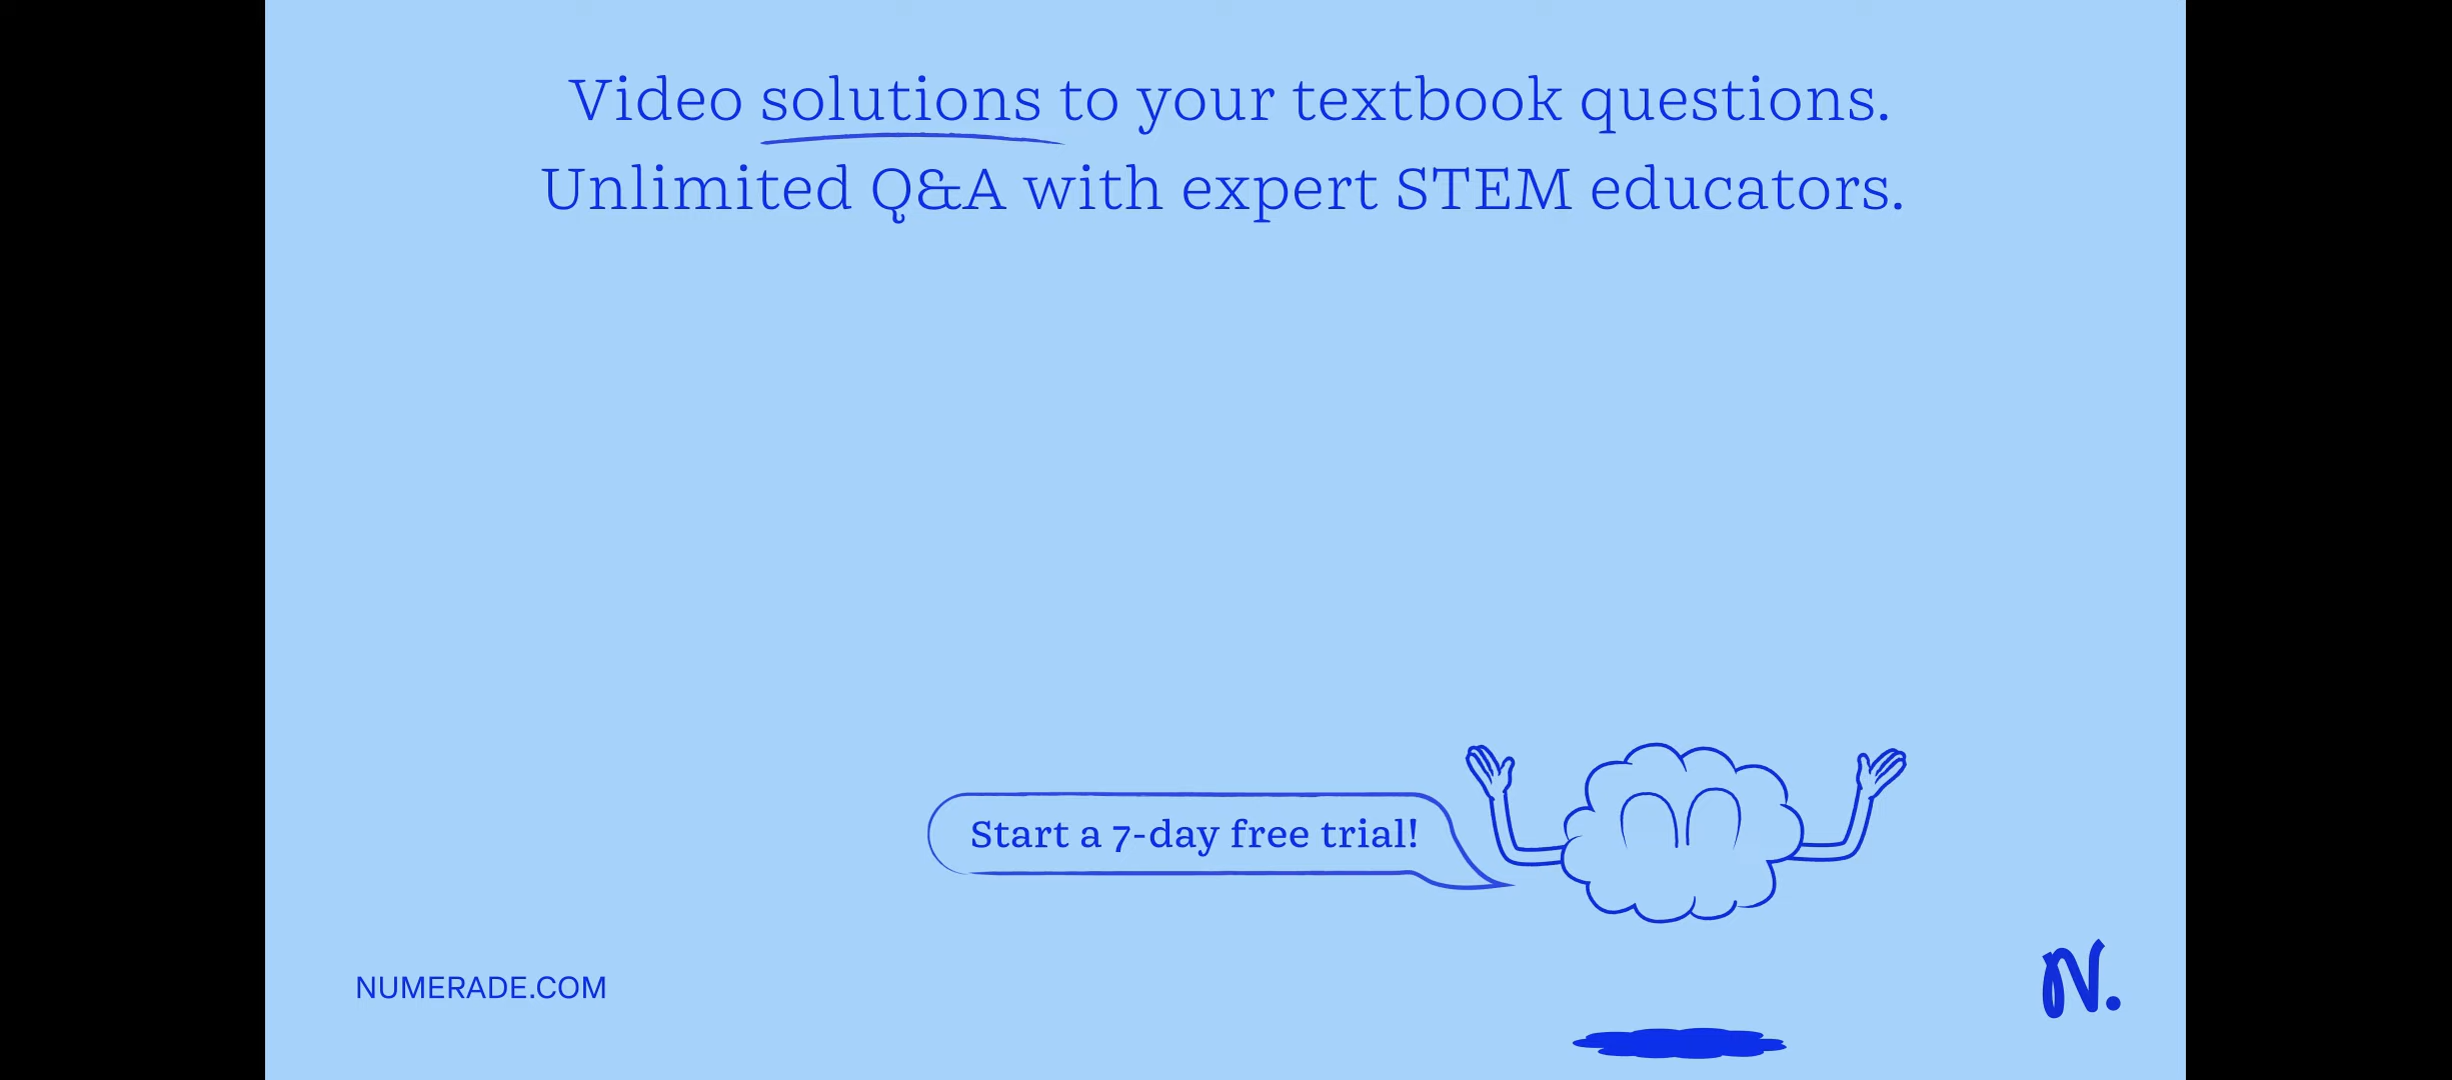 Video solutions to your textbook questions.
Unlimited Q&A with expert STEM educators.
Start a 7-day free trial!
NUMERADE.COM
N.